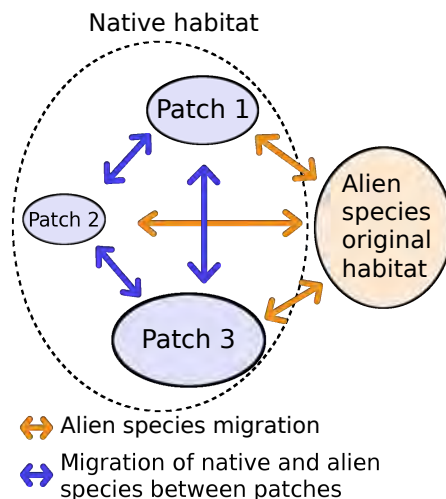 Native habitat
Patch 1
Patch 2
Patch 3
Alien
species
original
habitat
Alien species migration
Migration of native and alien
species between patches